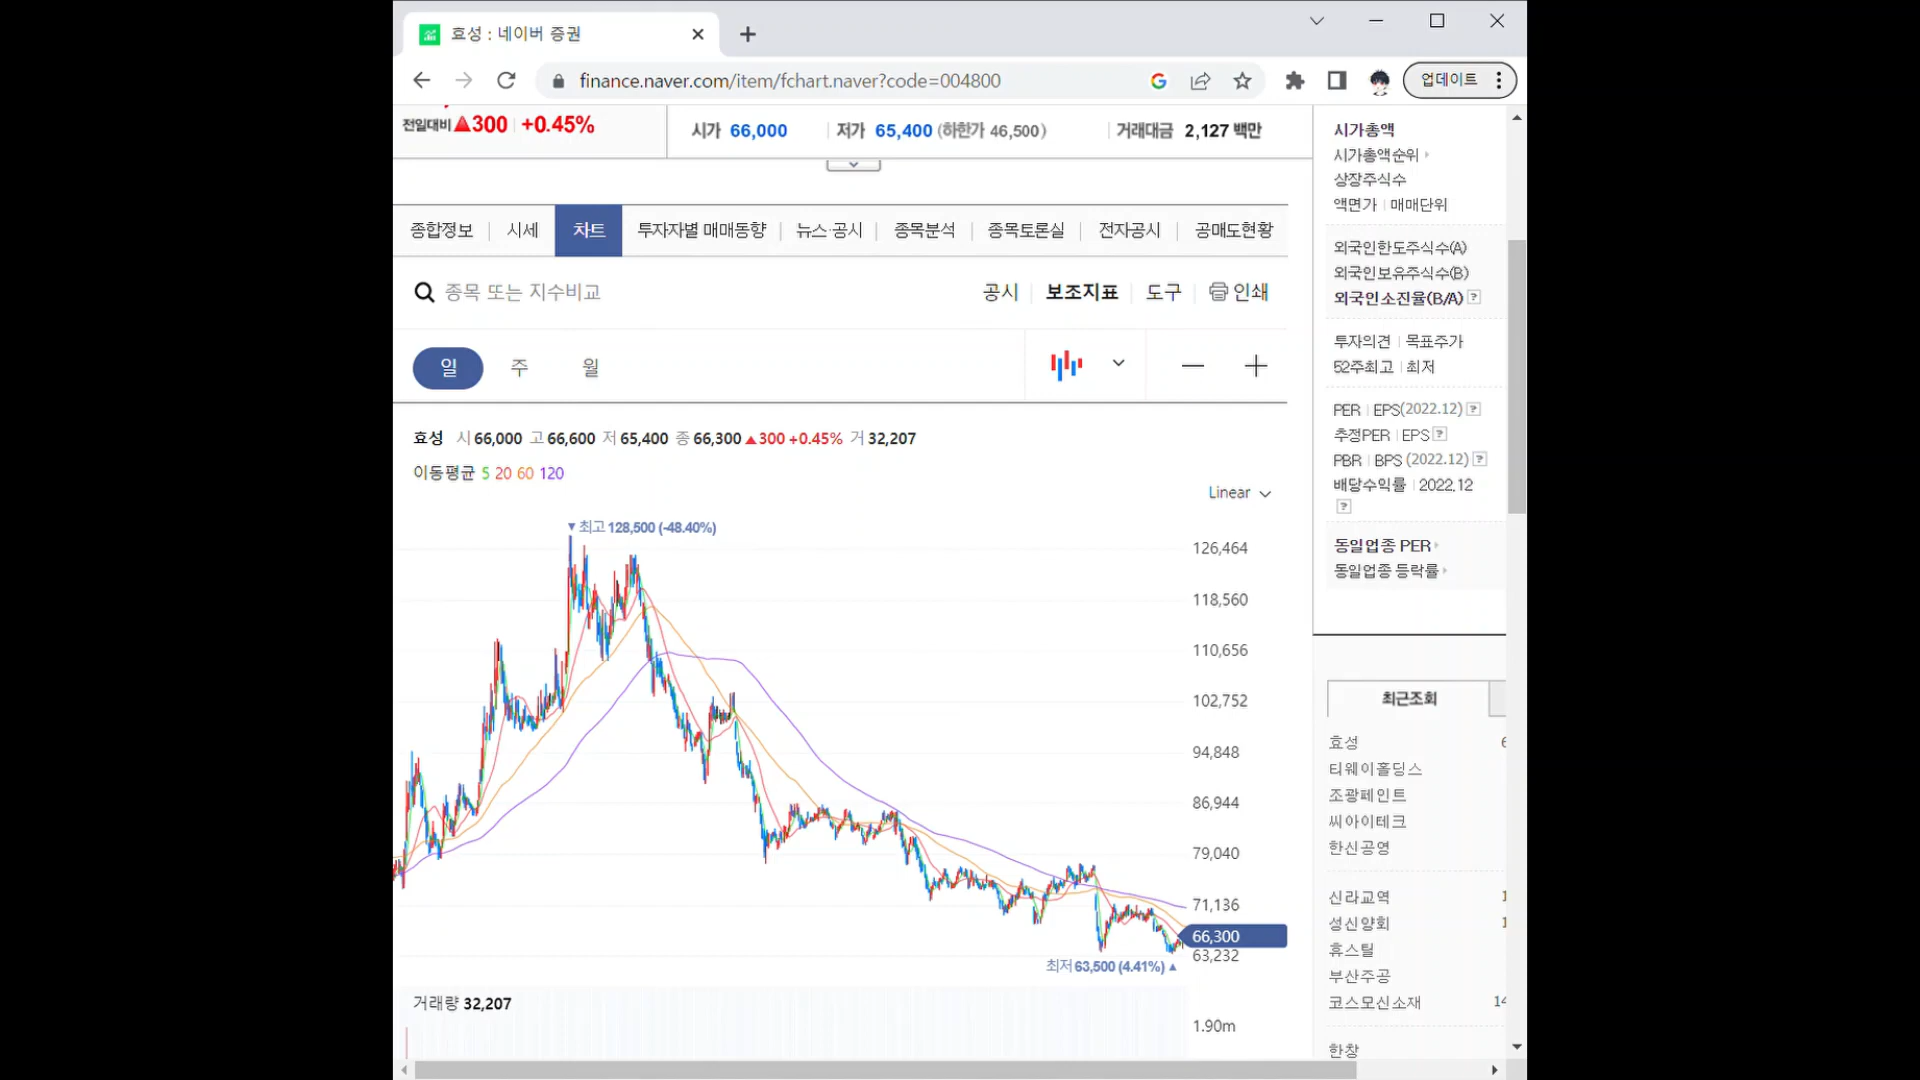 효성 : 네이버 증권
finance.naver.com/item/fchart.naver?code=004800
업데이트
전일대비 ▲300 +0.45%
시가 66,000 저가 65,400 (하한가 46,500) 거래대금 2,127 백만
종합정보 시세 차트 투자자별 매매동향 뉴스·공시 종목분석 종목토론실 전자공시 공매도현황
종목 또는 지수비교
공시 보조지표 도구 인쇄
일 주 월
효성 시 66,000 고 66,600 저 65,400 종 66,300 ▲300 +0.45% 거 32,207
이동평균 5 20 60 120
Linear
▼최고 128,500 (-48.40%)
126,464
118,560
110,656
102,752
94,848
86,944
79,040
71,136
66,300
63,232
최저 63,500 (4.41%) ▲
거래량 32,207
1.90m
시가총액
시가총액순위
상장주식수
액면가 매매단위
외국인한도주식수(A)
외국인보유주식수(B)
외국인소진율(B/A) ?
투자의견 목표주가
52주최고 최저
PER EPS(2022.12) ?
추정PER EPS ?
PBR BPS (2022.12) ?
배당수익률 2022.12
?
동일업종 PER
동일업종 등락률
최근조회
효성 6
티웨이홀딩스
조광페인트
씨아이테크
한신공영
신라교역 1
성신양회 1
휴스틸
부산주공
코스모신소재 14
한창